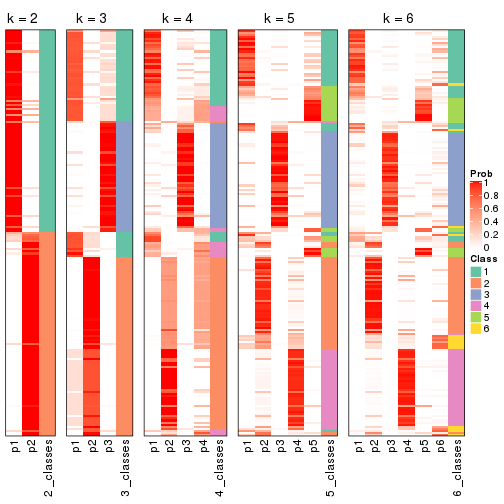 k = 2
k = 3
k = 4
k = 5
k = 6
Prob
1
0.8
0.6
0.4
0.2
0
Class
1
2
3
4
5
6
p1
p2
2_classes
p1
p2
p3
3_classes
p1
p2
p3
p4
4_classes
p1
p2
p3
p4
p5
5_classes
p1
p2
p3
p4
p5
p6
6_classes